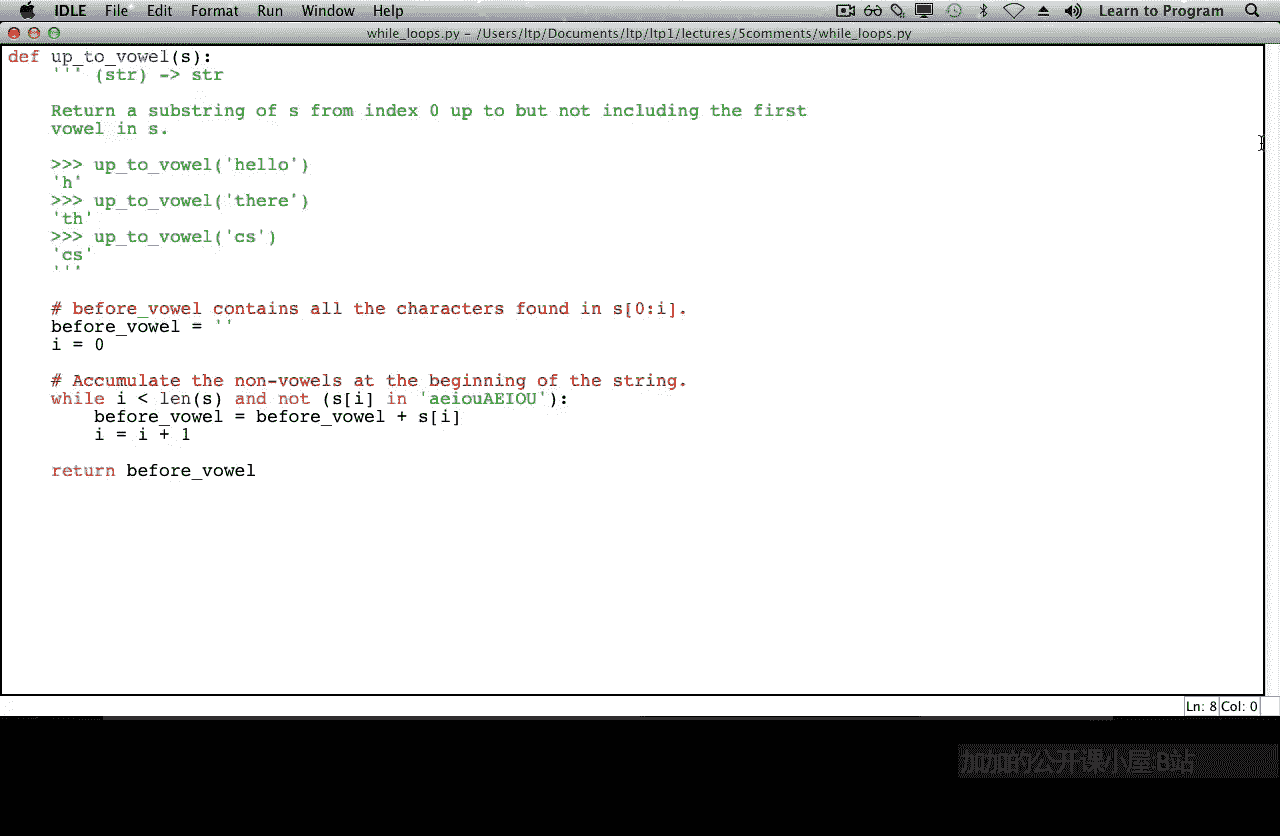 IDLE File Edit Format Run Window Help Learn to Program
while_loops.py – /Users/ltp/Documents/ltp/ltp1/lectures/5comments/while_loops.py
def up_to_vowel(s):
    ''' (str) -> str
    Return a substring of s from index 0 up to but not including the first
    vowel in s.
    >>> up_to_vowel('hello')
    'h'
    >>> up_to_vowel('there')
    'th'
    >>> up_to_vowel('cs')
    'cs'
    '''
    # before_vowel contains all the characters found in s[0:i].
    before_vowel = ''
    i = 0
    # Accumulate the non-vowels at the beginning of the string.
    while i < len(s) and not (s[i] in 'aeiouAEIOU'):
        before_vowel = before_vowel + s[i]
        i = i + 1
    return before_vowel
Ln: 8 Col: 0
加加的公开课小屋 B站